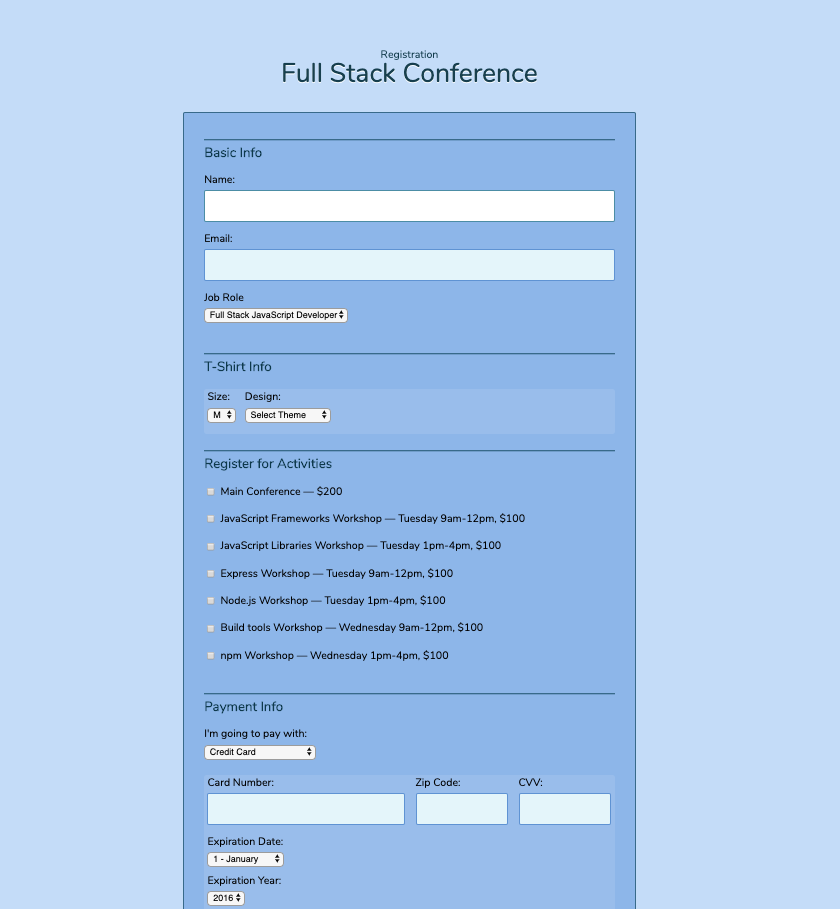 Registration
Full Stack Conference
Basic Info
Name:
Email:
Job Role
Full Stack JavaScript Developer
T-Shirt Info
Size: Design:
M Select Theme
Register for Activities
Main Conference — $200
JavaScript Frameworks Workshop — Tuesday 9am-12pm, $100
JavaScript Libraries Workshop — Tuesday 1pm-4pm, $100
Express Workshop — Tuesday 9am-12pm, $100
Node.js Workshop — Tuesday 1pm-4pm, $100
Build tools Workshop — Wednesday 9am-12pm, $100
npm Workshop — Wednesday 1pm-4pm, $100
Payment Info
I'm going to pay with:
Credit Card
Card Number: Zip Code: CVV:
Expiration Date:
1 - January
Expiration Year:
2016